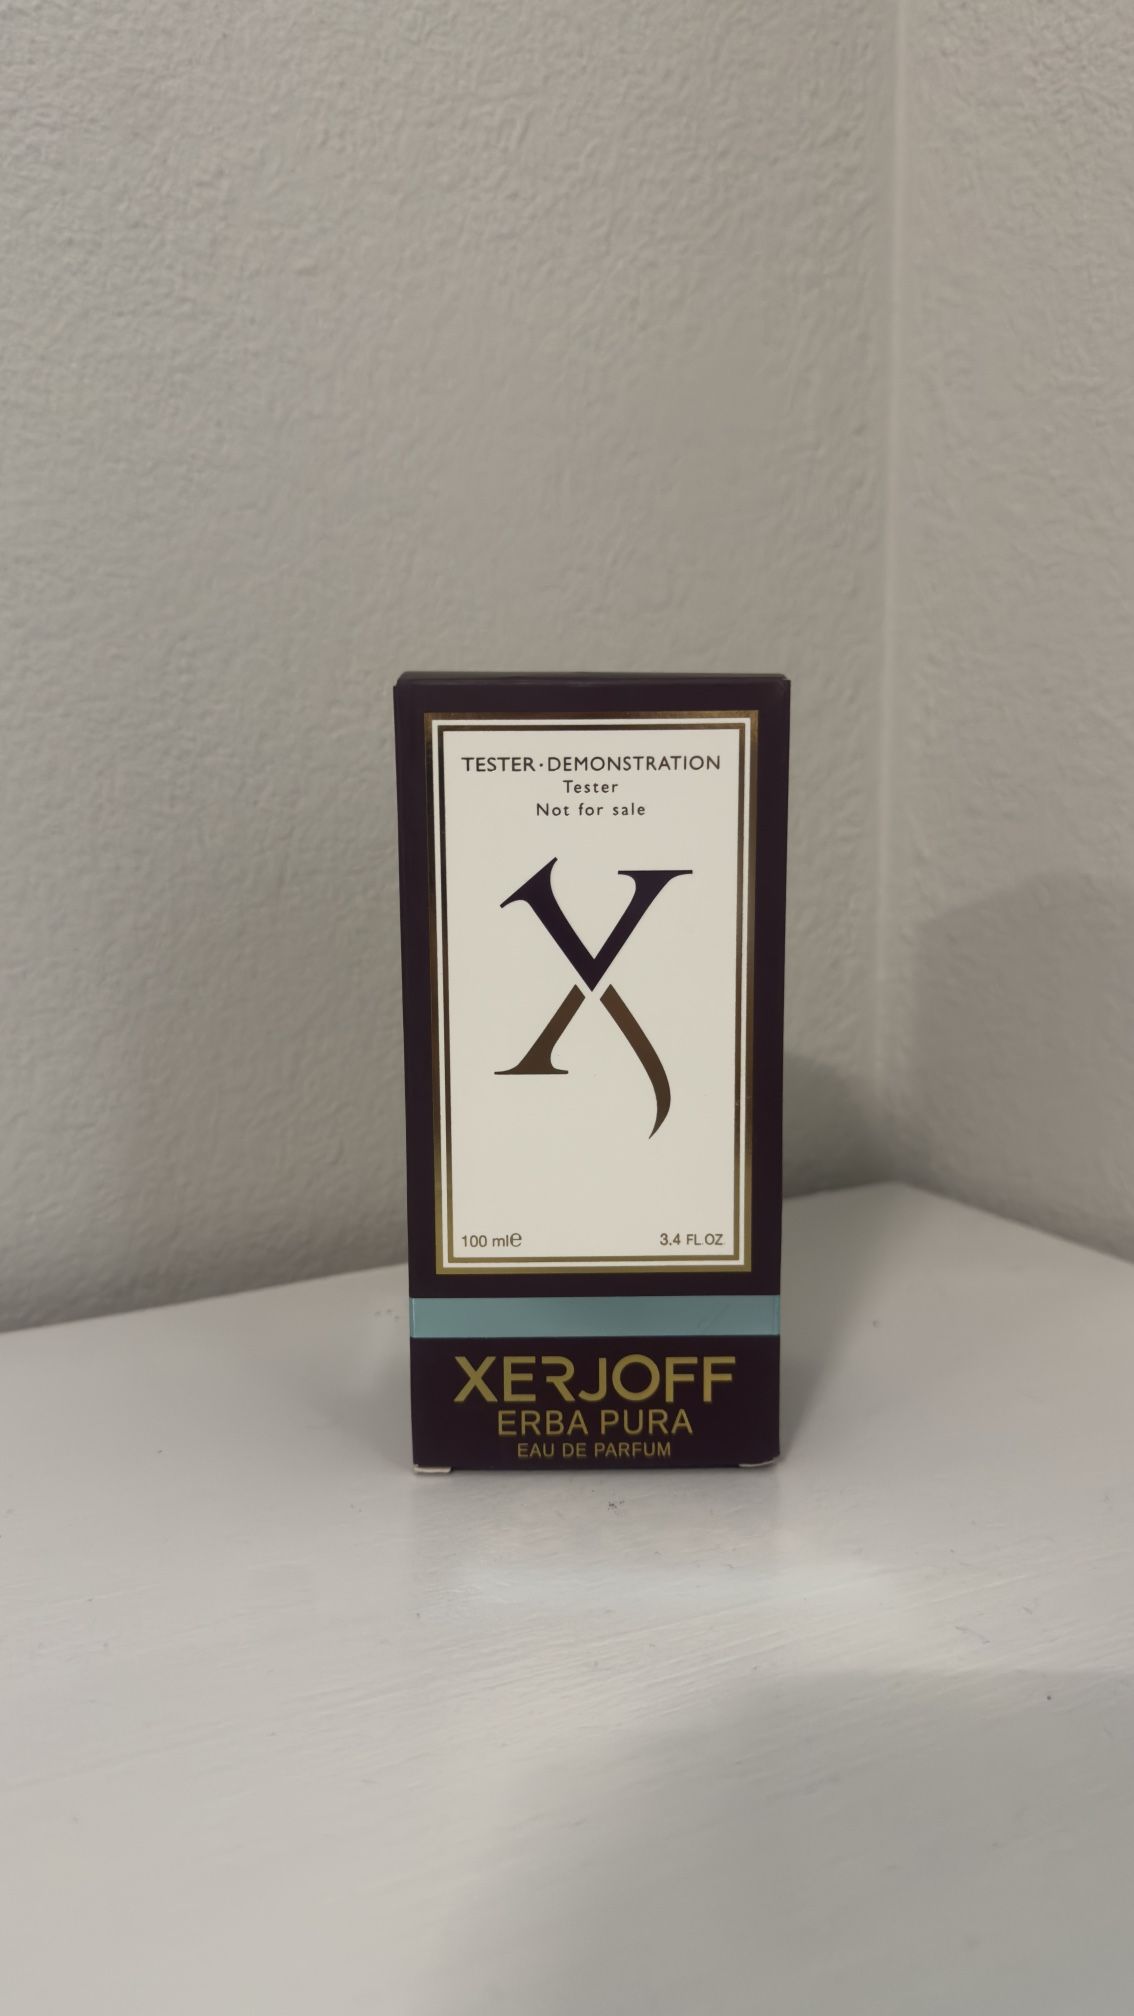 TESTER·DEMONSTRATION
Tester
Not for sale
X
100 ml℮ 3.4 FL.OZ.
XERJOFF
ERBA PURA
EAU DE PARFUM